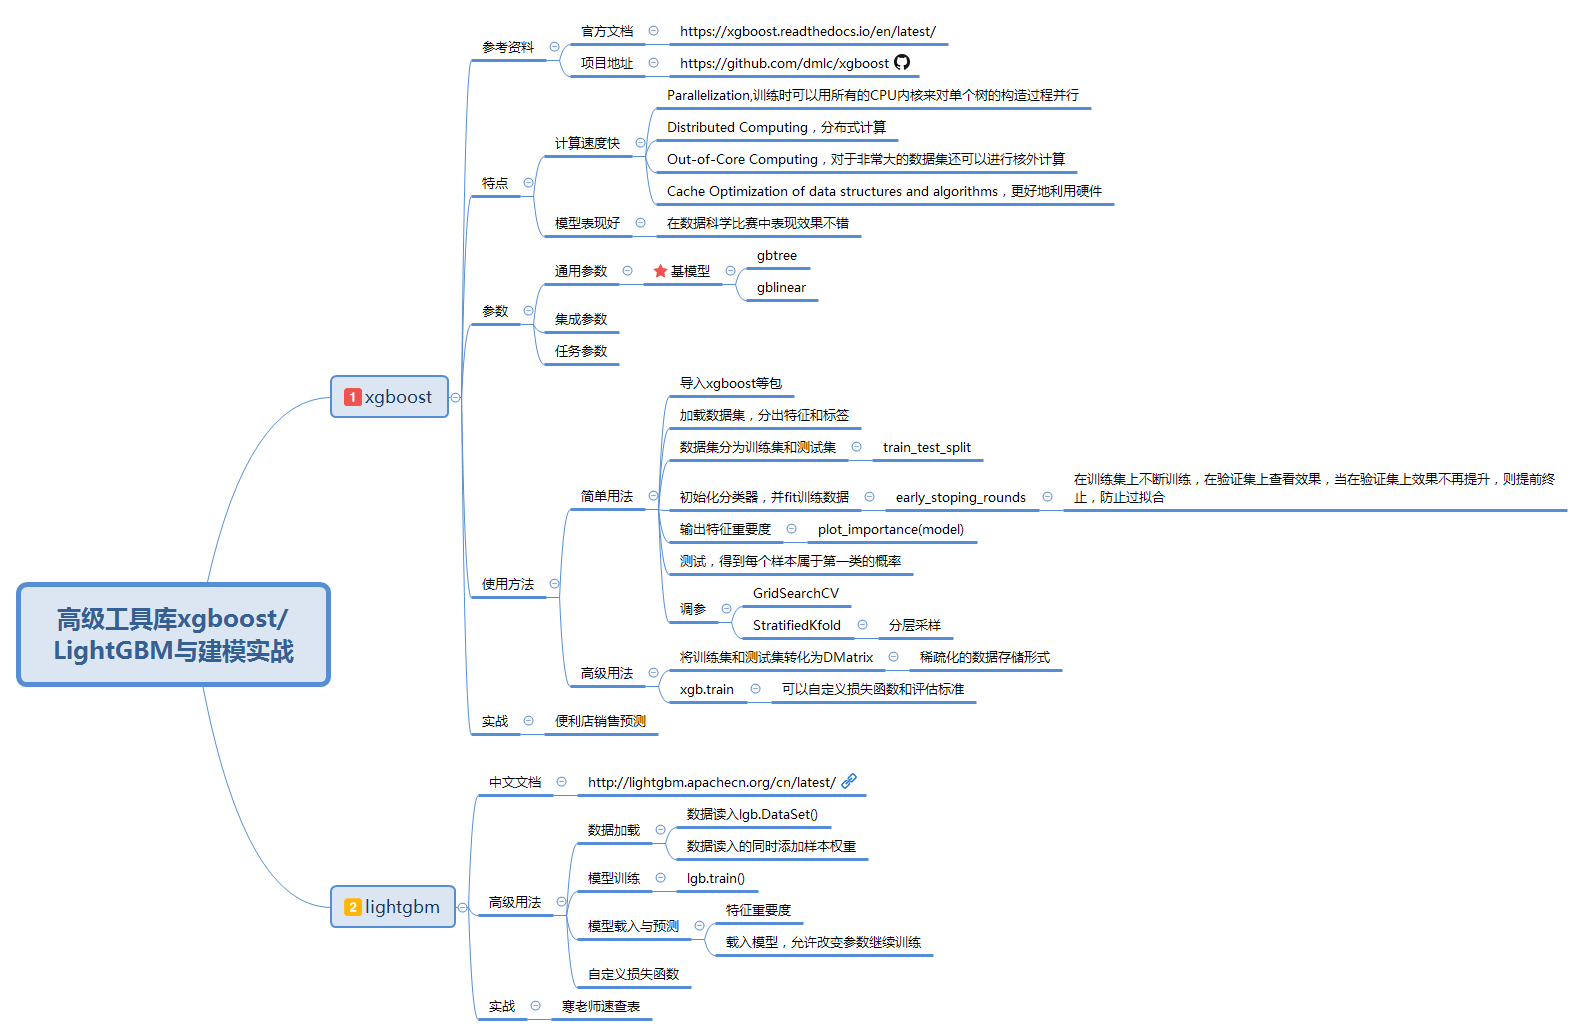 高级工具库xgboost/
LightGBM与建模实战
1 xgboost
参考资料
官方文档
https://xgboost.readthedocs.io/en/latest/
项目地址
https://github.com/dmlc/xgboost
特点
计算速度快
Parallelization,训练时可以用所有的CPU内核来对单个树的构造过程并行
Distributed Computing，分布式计算
Out-of-Core Computing，对于非常大的数据集还可以进行核外计算
Cache Optimization of data structures and algorithms，更好地利用硬件
模型表现好
在数据科学比赛中表现效果不错
参数
通用参数
基模型
gbtree
gblinear
集成参数
任务参数
使用方法
简单用法
导入xgboost等包
加载数据集，分出特征和标签
数据集分为训练集和测试集
train_test_split
初始化分类器，并fit训练数据
early_stoping_rounds
在训练集上不断训练，在验证集上查看效果，当在验证集上效果不再提升，则提前终
止，防止过拟合
输出特征重要度
plot_importance(model)
测试，得到每个样本属于第一类的概率
调参
GridSearchCV
StratifiedKfold
分层采样
高级用法
将训练集和测试集转化为DMatrix
稀疏化的数据存储形式
xgb.train
可以自定义损失函数和评估标准
实战
便利店销售预测
2 lightgbm
中文文档
http://lightgbm.apachecn.org/cn/latest/
高级用法
数据加载
数据读入lgb.DataSet()
数据读入的同时添加样本权重
模型训练
lgb.train()
模型载入与预测
特征重要度
载入模型，允许改变参数继续训练
自定义损失函数
实战
寒老师速查表